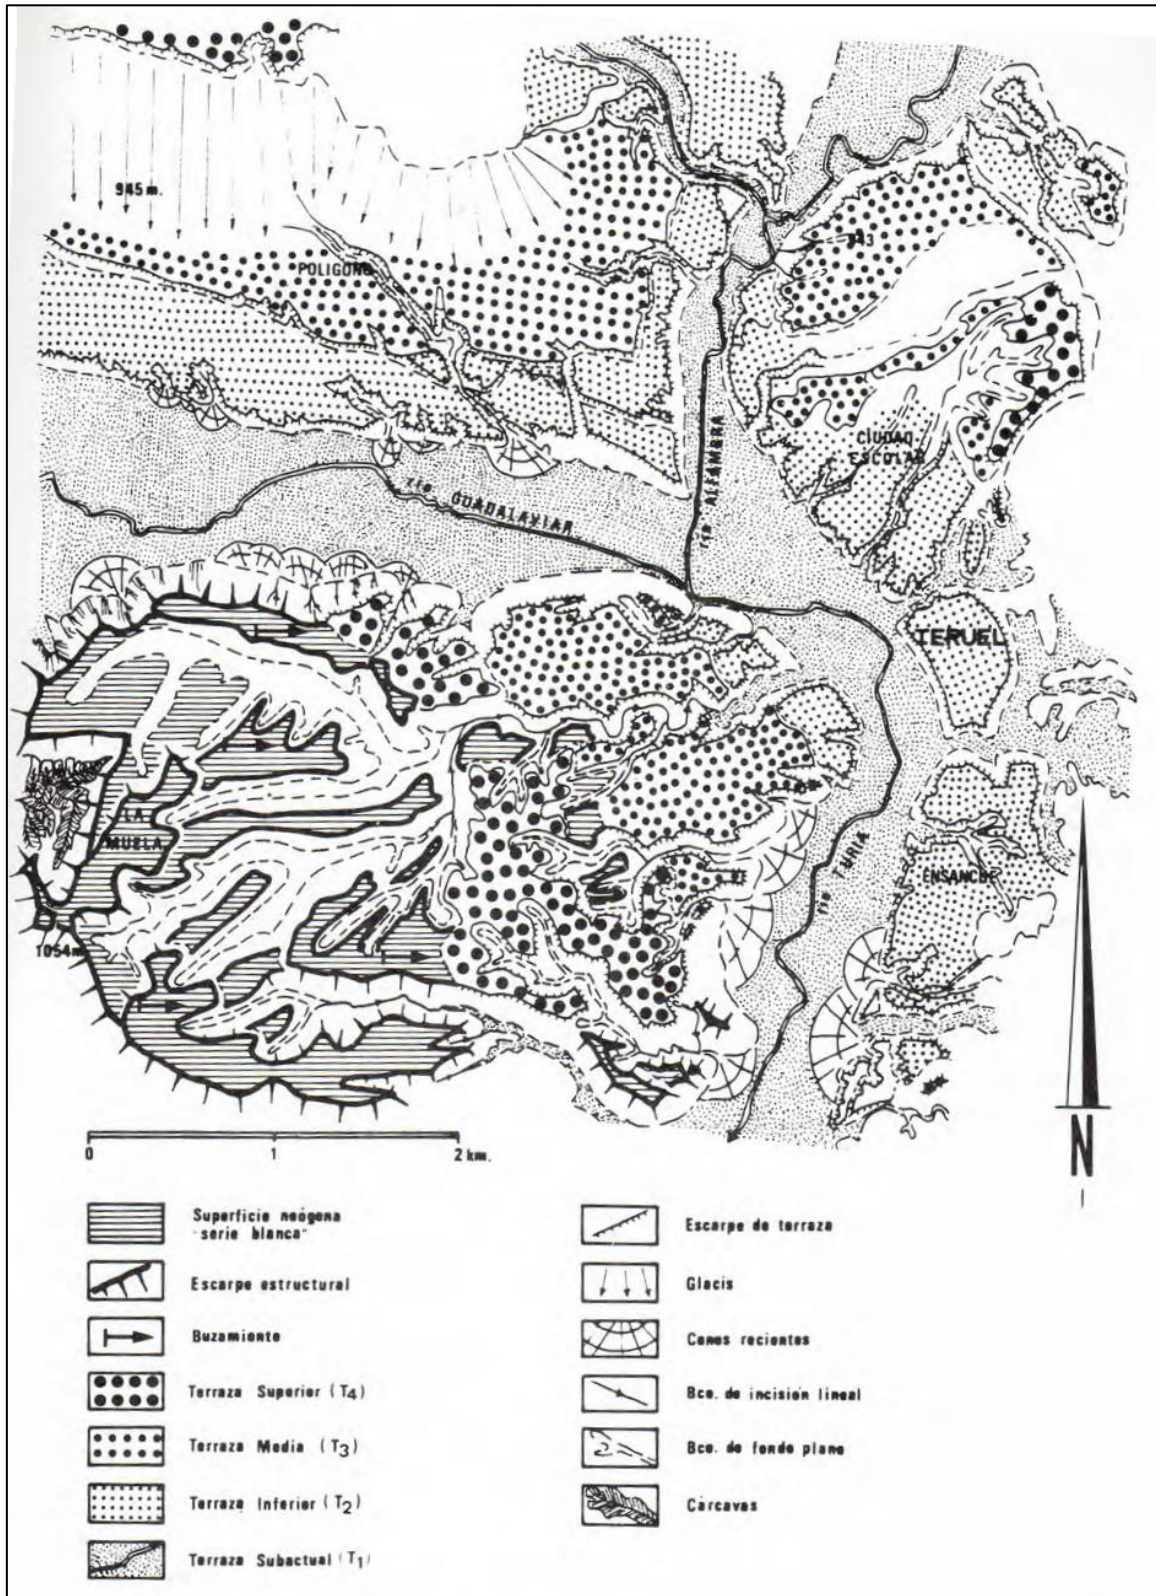 945 m.
POLIGONO
943
CIUDAD
ESCOLAR
río ALFAMBRA
río GUADALAVIAR
TERUEL
LA
MUELA
río TURIA
ENSANCHE
1054 m
0 1 2 km.
N
Superficie neógena
"serie blanca"
Escarpe estructural
Buzamiento
Terraza Superior (T4)
Terraza Media (T3)
Terraza Inferior (T2)
Terraza Subactual (T1)
Escarpe de terraza
Glacis
Conos recientes
Bco. de incisión lineal
Bco. de fondo plano
Cárcavas